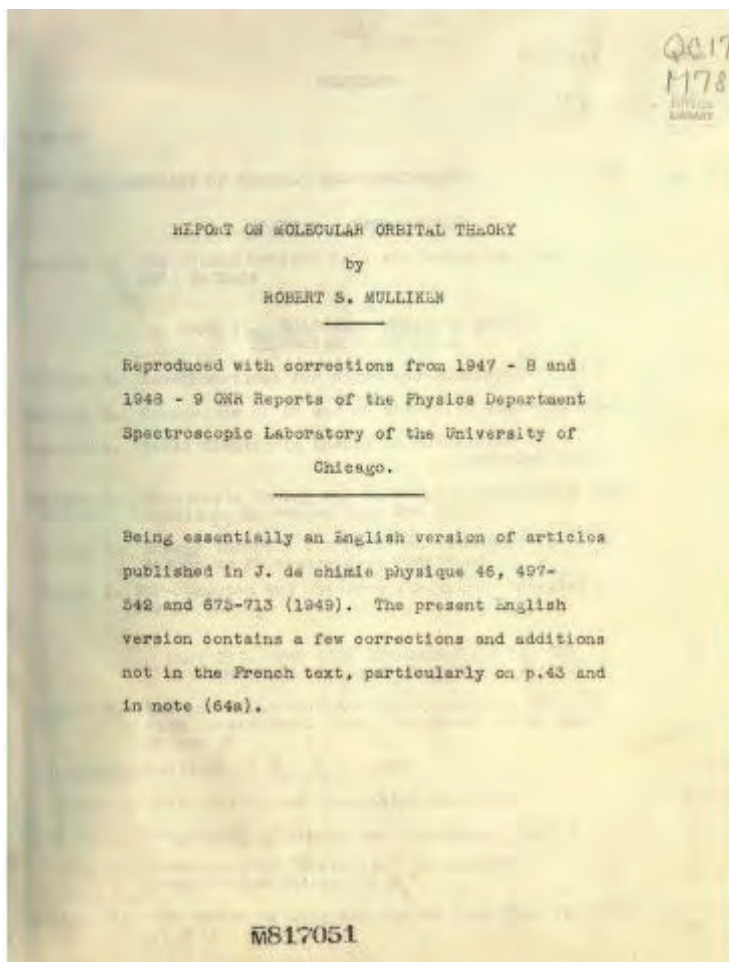 QC17
M78
PHYSICS
LIBRARY
REPORT ON MOLECULAR ORBITAL THEORY
by
ROBERT S. MULLIKEN
Reproduced with corrections from 1947 - 8 and
1948 - 9 ONR Reports of the Physics Department
Spectroscopic Laboratory of the University of
Chicago.
Being essentially an English version of articles
published in J. de chimie physique 46, 497-
542 and 675-713 (1949). The present English
version contains a few corrections and additions
not in the French text, particularly on p.43 and
in note (64a).
M817051